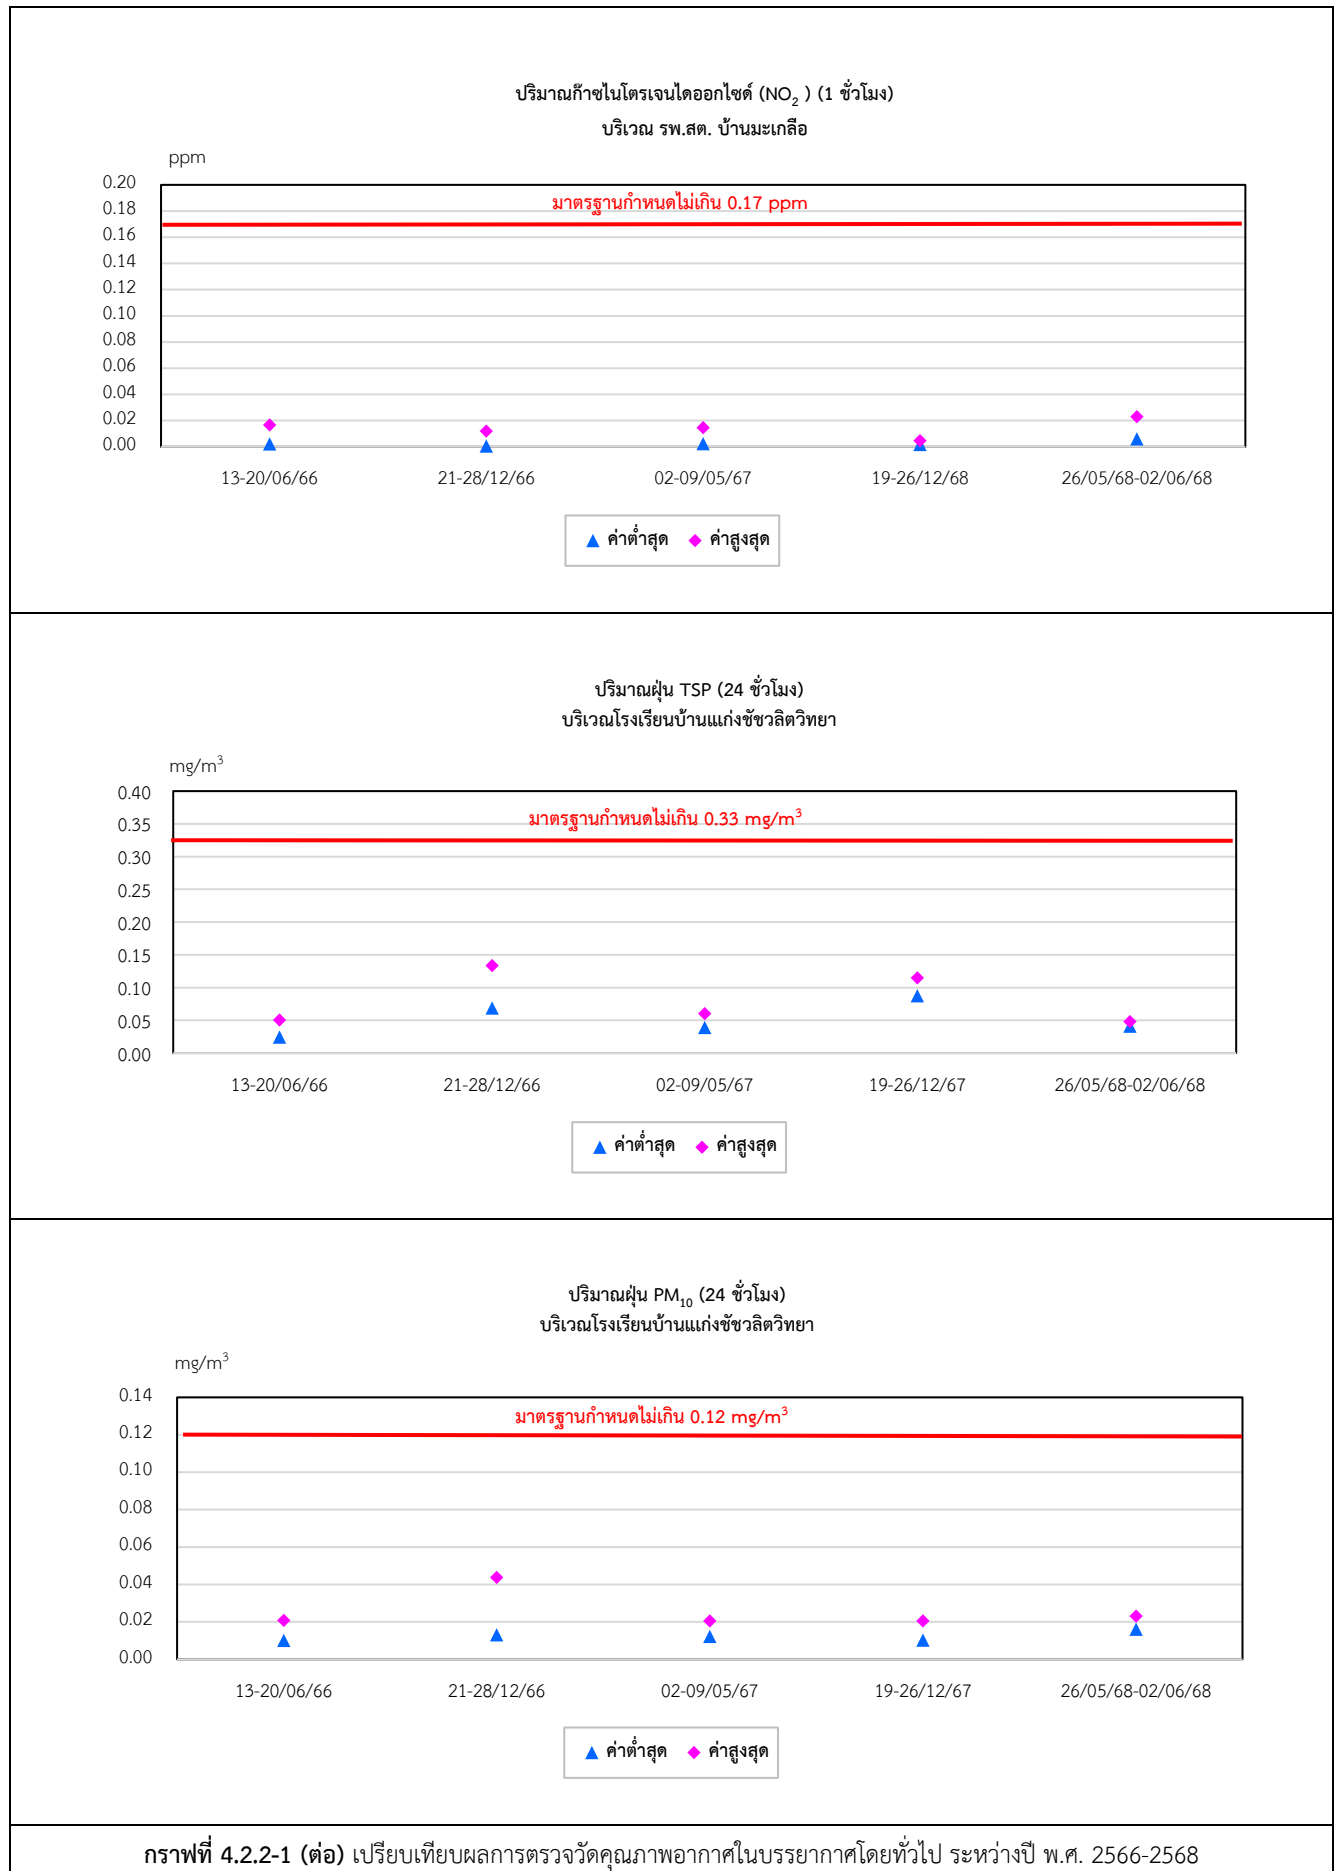 ปริมาณก๊าซไนโตรเจนไดออกไซด์ (NO2 ) (1 ชั่วโมง)
บริเวณ รพ.สต. บ้านมะเกลือ
ppm
มาตรฐานกำหนดไม่เกิน 0.17 ppm
0.20
0.18
0.16
0.14
0.12
0.10
0.08
0.06
0.04
0.02
0.00
13-20/06/66 21-28/12/66 02-09/05/67 19-26/12/68 26/05/68-02/06/68
ค่าต่ำสุด ค่าสูงสุด
ปริมาณฝุ่น TSP (24 ชั่วโมง)
บริเวณโรงเรียนบ้านแก่งชัชวลิตวิทยา
mg/m3
มาตรฐานกำหนดไม่เกิน 0.33 mg/m3
0.40
0.35
0.30
0.25
0.20
0.15
0.10
0.05
0.00
13-20/06/66 21-28/12/66 02-09/05/67 19-26/12/67 26/05/68-02/06/68
ค่าต่ำสุด ค่าสูงสุด
ปริมาณฝุ่น PM10 (24 ชั่วโมง)
บริเวณโรงเรียนบ้านแก่งชัชวลิตวิทยา
mg/m3
มาตรฐานกำหนดไม่เกิน 0.12 mg/m3
0.14
0.12
0.10
0.08
0.06
0.04
0.02
0.00
13-20/06/66 21-28/12/66 02-09/05/67 19-26/12/67 26/05/68-02/06/68
ค่าต่ำสุด ค่าสูงสุด
กราฟที่ 4.2.2-1 (ต่อ) เปรียบเทียบผลการตรวจวัดคุณภาพอากาศในบรรยากาศโดยทั่วไป ระหว่างปี พ.ศ. 2566-2568